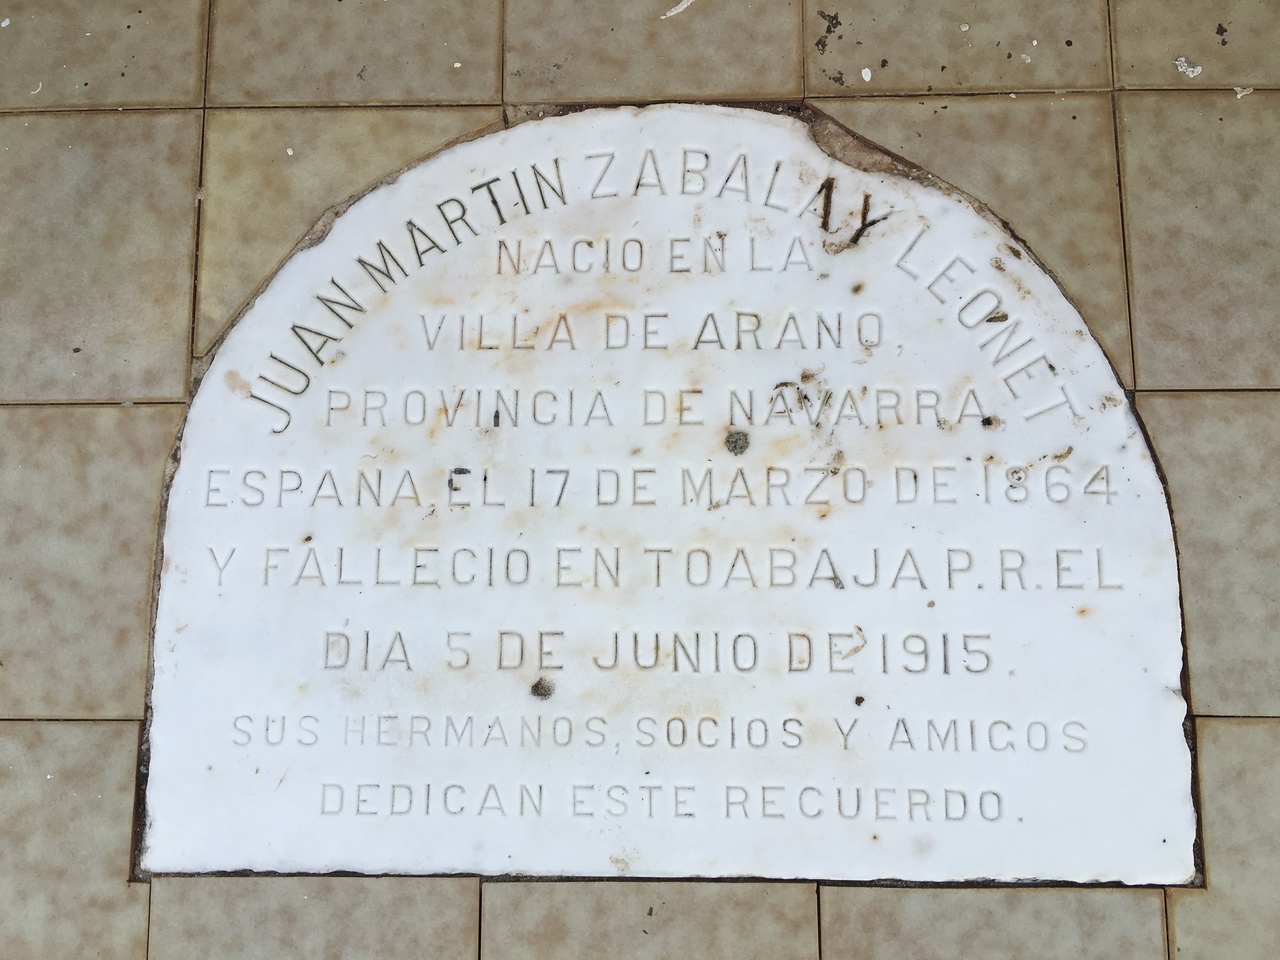 JUAN MARTIN ZABALA Y LEONET
NACIÓ EN LA
VILLA DE ARANO,
PROVINCIA DE NAVARRA
ESPAÑA, EL 17 DE MARZO DE 1864
Y FALLECIO EN TOABAJA P.R. EL
DIA 5 DE JUNIO DE 1915.
SUS HERMANOS, SOCIOS Y AMIGOS
DEDICAN ESTE RECUERDO.